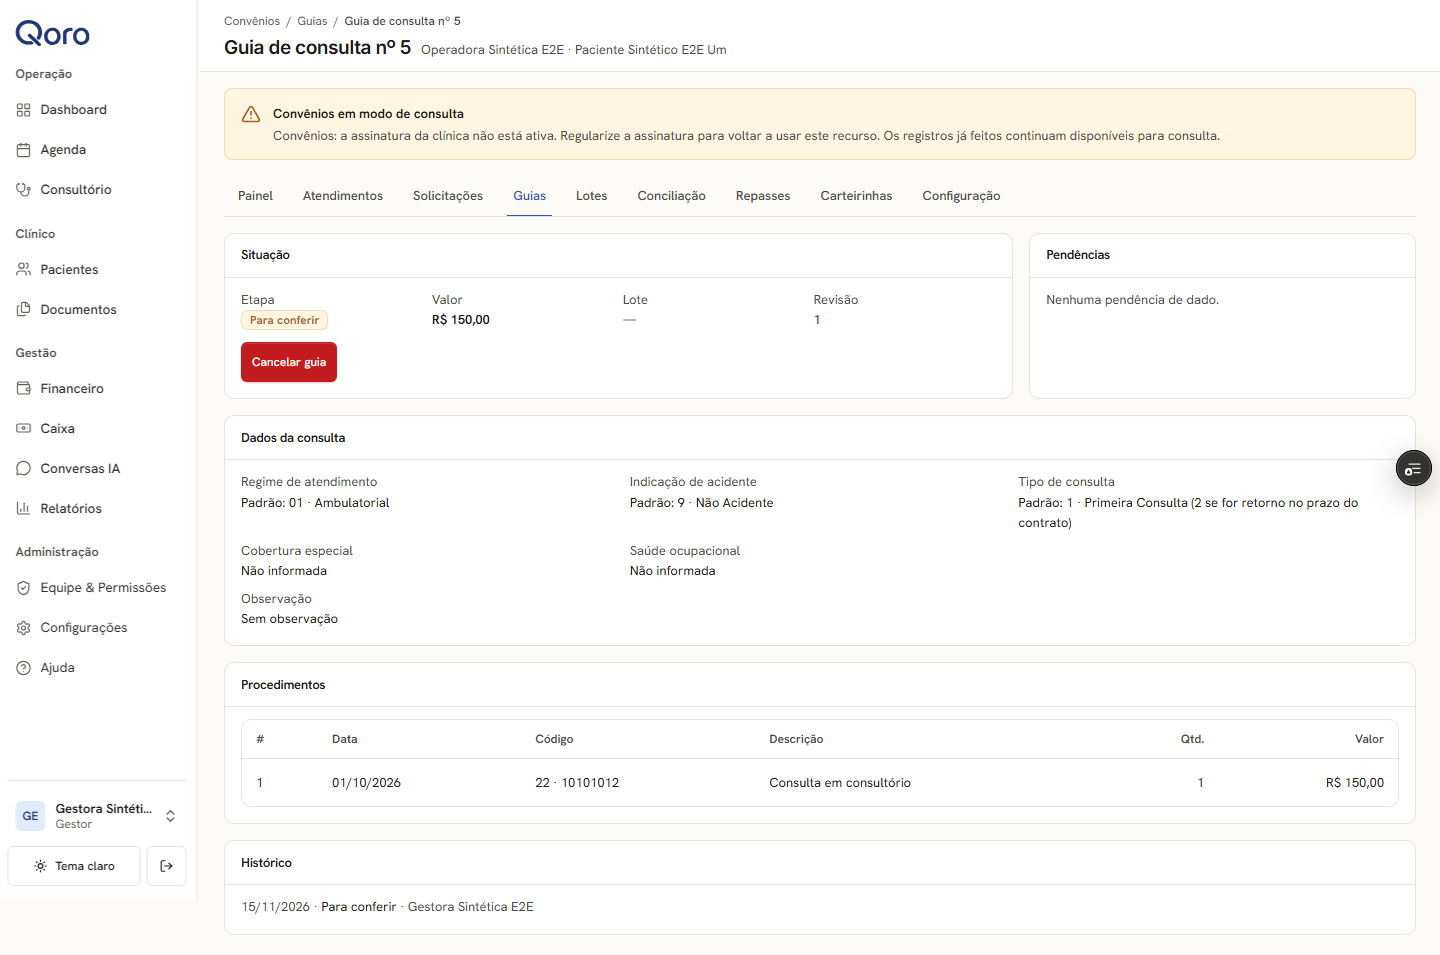 Qoro
Operação
Dashboard
Agenda
Consultório
Clínico
Pacientes
Documentos
Gestão
Financeiro
Caixa
Conversas IA
Relatórios
Administração
Equipe & Permissões
Configurações
Ajuda
GE
Gestora Sintéti...
Gestor
Tema claro
Convênios / Guias / Guia de consulta nº 5
Guia de consulta nº 5 Operadora Sintética E2E · Paciente Sintético E2E Um
Convênios em modo de consulta
Convênios: a assinatura da clínica não está ativa. Regularize a assinatura para voltar a usar este recurso. Os registros já feitos continuam disponíveis para consulta.
Painel Atendimentos Solicitações Guias Lotes Conciliação Repasses Carteirinhas Configuração
Situação
Etapa Valor Lote Revisão
Para conferir R$ 150,00 — 1
Cancelar guia
Pendências
Nenhuma pendência de dado.
Dados da consulta
Regime de atendimento
Padrão: 01 · Ambulatorial
Indicação de acidente
Padrão: 9 · Não Acidente
Tipo de consulta
Padrão: 1 · Primeira Consulta (2 se for retorno no prazo do
contrato)
Cobertura especial
Não informada
Saúde ocupacional
Não informada
Observação
Sem observação
Procedimentos
# Data Código Descrição Qtd. Valor
1 01/10/2026 22 · 10101012 Consulta em consultório 1 R$ 150,00
Histórico
15/11/2026 · Para conferir · Gestora Sintética E2E